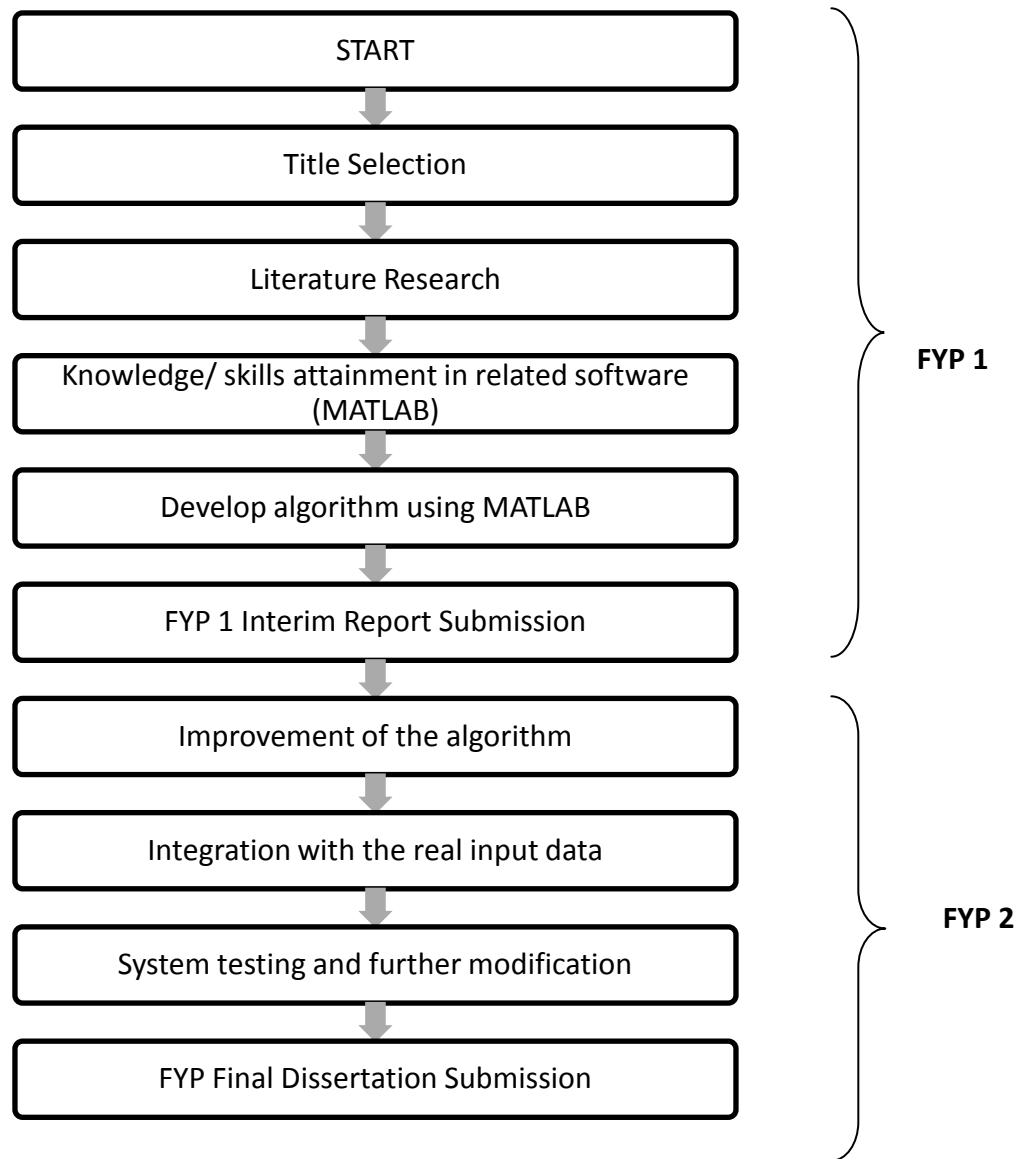 START
Title Selection
Literature Research
Knowledge/ skills attainment in related software
(MATLAB)
Develop algorithm using MATLAB
FYP 1 Interim Report Submission
FYP 1
Improvement of the algorithm
Integration with the real input data
System testing and further modification
FYP Final Dissertation Submission
FYP 2